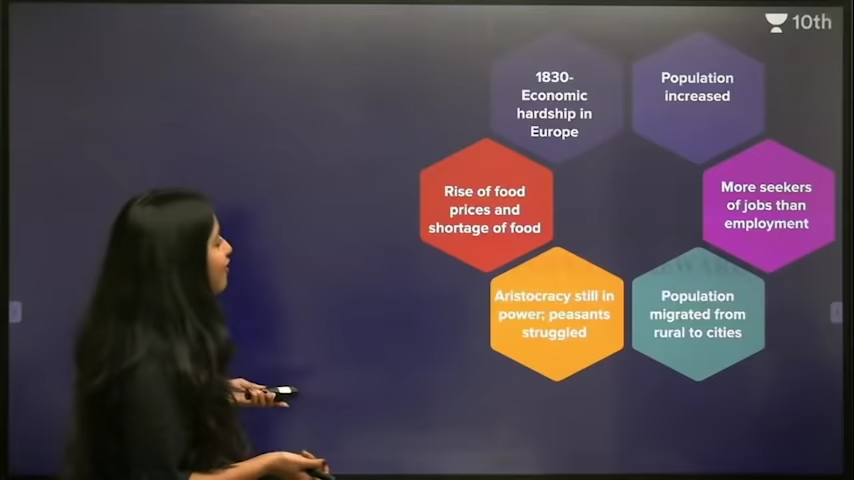 10th
1830-
Economic
hardship in
Europe
Population
increased
Rise of food
prices and
shortage of food
More seekers
of jobs than
employment
Aristocracy still in
power; peasants
struggled
Population
migrated from
rural to cities